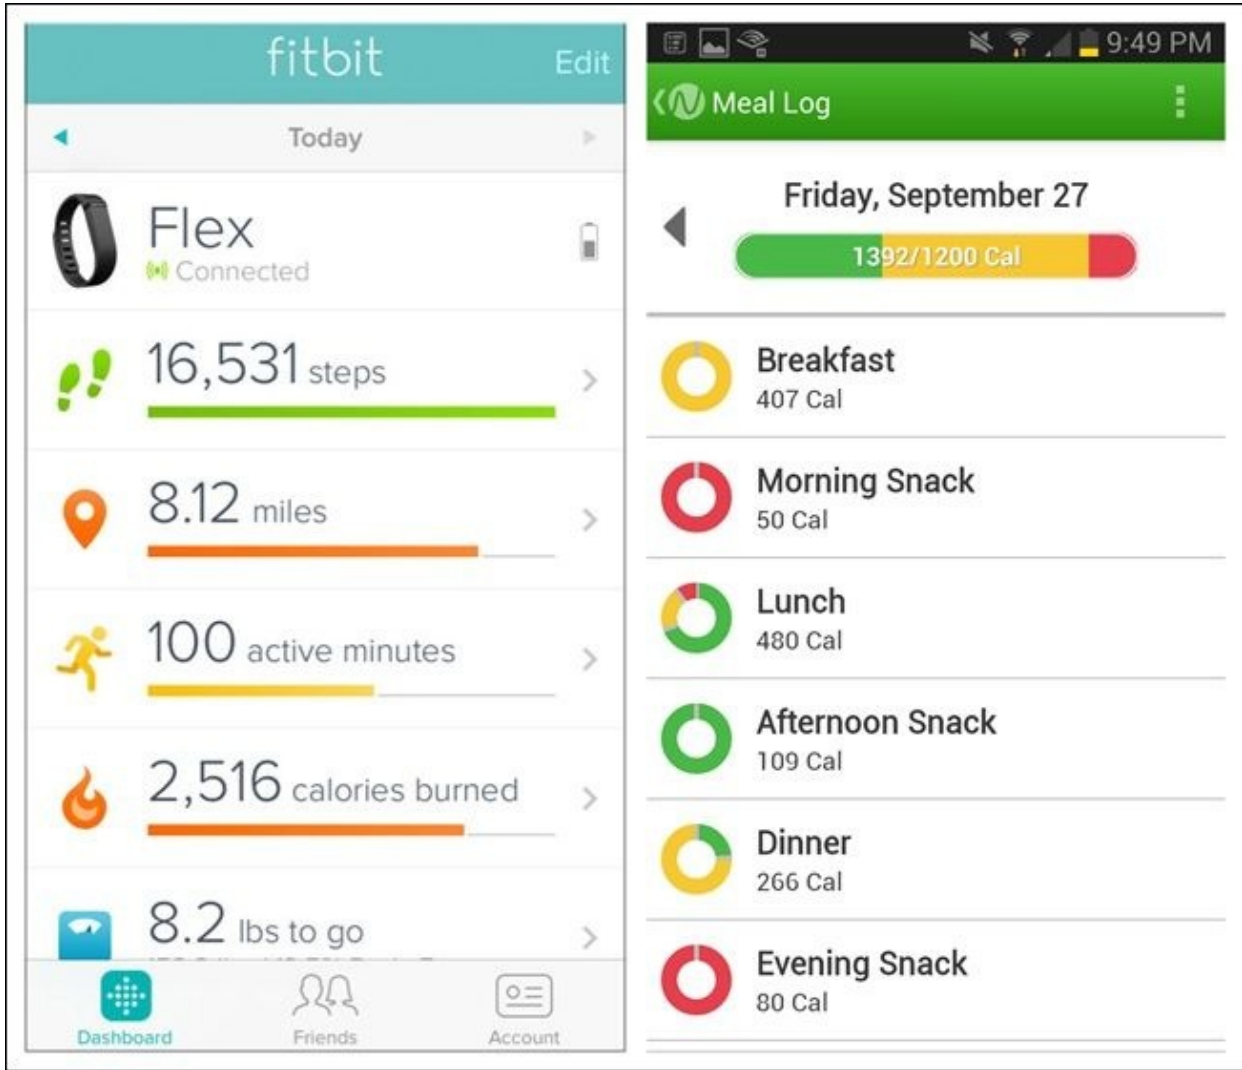 fitbit
Edit
Today
Flex
Connected
16,531 steps
8.12 miles
100 active minutes
2,516 calories burned
8.2 lbs to go
Dashboard
Friends
Account
9:49 PM
Meal Log
Friday, September 27
1392/1200 Cal
Breakfast
407 Cal
Morning Snack
50 Cal
Lunch
480 Cal
Afternoon Snack
109 Cal
Dinner
266 Cal
Evening Snack
80 Cal